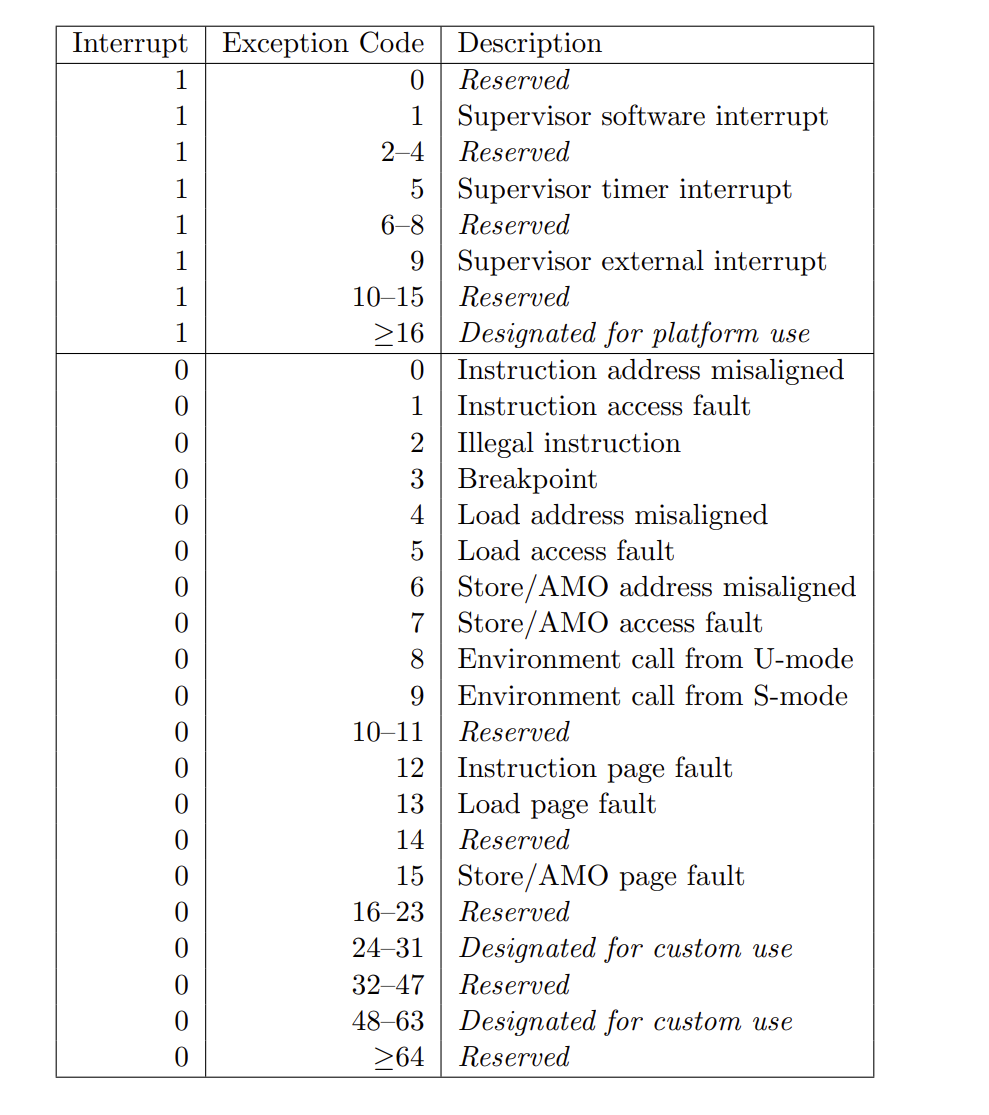 Interrupt Exception Code Description
1 0 Reserved
1 1 Supervisor software interrupt
1 2–4 Reserved
1 5 Supervisor timer interrupt
1 6–8 Reserved
1 9 Supervisor external interrupt
1 10–15 Reserved
1 ≥16 Designated for platform use
0 0 Instruction address misaligned
0 1 Instruction access fault
0 2 Illegal instruction
0 3 Breakpoint
0 4 Load address misaligned
0 5 Load access fault
0 6 Store/AMO address misaligned
0 7 Store/AMO access fault
0 8 Environment call from U-mode
0 9 Environment call from S-mode
0 10–11 Reserved
0 12 Instruction page fault
0 13 Load page fault
0 14 Reserved
0 15 Store/AMO page fault
0 16–23 Reserved
0 24–31 Designated for custom use
0 32–47 Reserved
0 48–63 Designated for custom use
0 ≥64 Reserved